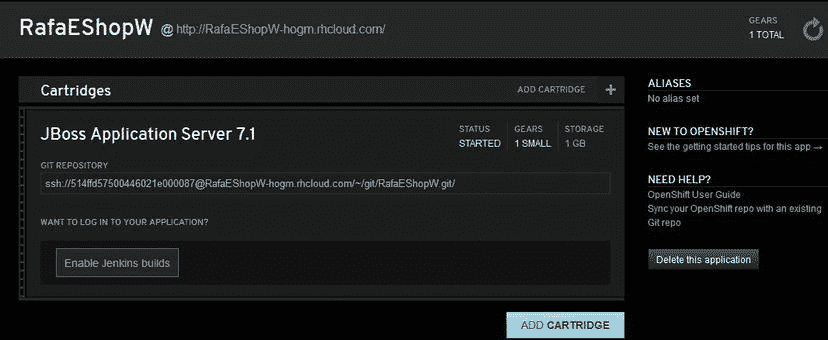 RafaEShopW @ http://RafaEShopW-hogm.rhcloud.com/
GEARS
1 TOTAL
Cartridges
ADD CARTRIDGE +
JBoss Application Server 7.1
STATUS GEARS STORAGE
STARTED 1 SMALL 1 GB
GIT REPOSITORY
ssh://514ffd57500446021e000087@RafaEShopW-hogm.rhcloud.com/~/git/RafaEShopW.git/
WANT TO LOG IN TO YOUR APPLICATION?
Enable Jenkins builds
ADD CARTRIDGE
ALIASES
No alias set
NEW TO OPENSHIFT?
See the getting started tips for this app →
NEED HELP?
OpenShift User Guide
Sync your OpenShift repo with an existing
Git repo
Delete this application